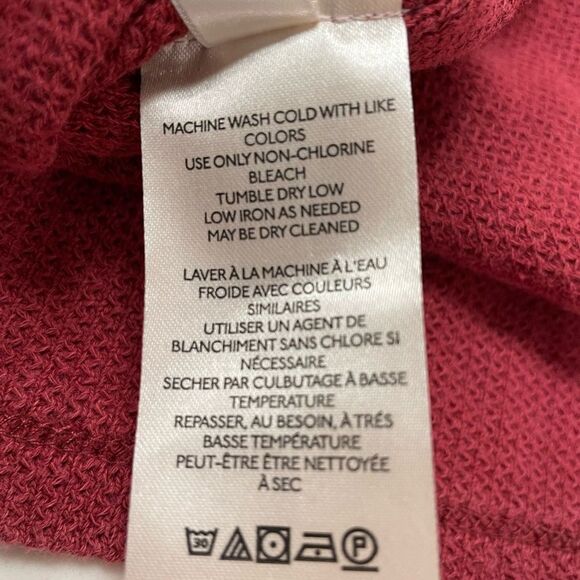 MACHINE WASH COLD WITH LIKE
COLORS
USE ONLY NON-CHLORINE
BLEACH
TUMBLE DRY LOW
LOW IRON AS NEEDED
MAY BE DRY CLEANED
LAVER À LA MACHINE À L'EAU
FROIDE AVEC COULEURS
SIMILAIRES
UTILISER UN AGENT DE
BLANCHIMENT SANS CHLORE SI
NÉCESSAIRE
SECHER PAR CULBUTAGE À BASSE
TEMPERATURE
REPASSER, AU BESOIN, À TRÉS
BASSE TEMPÉRATURE
PEUT-ÊTRE ÊTRE NETTOYÉE
À SEC
30 P